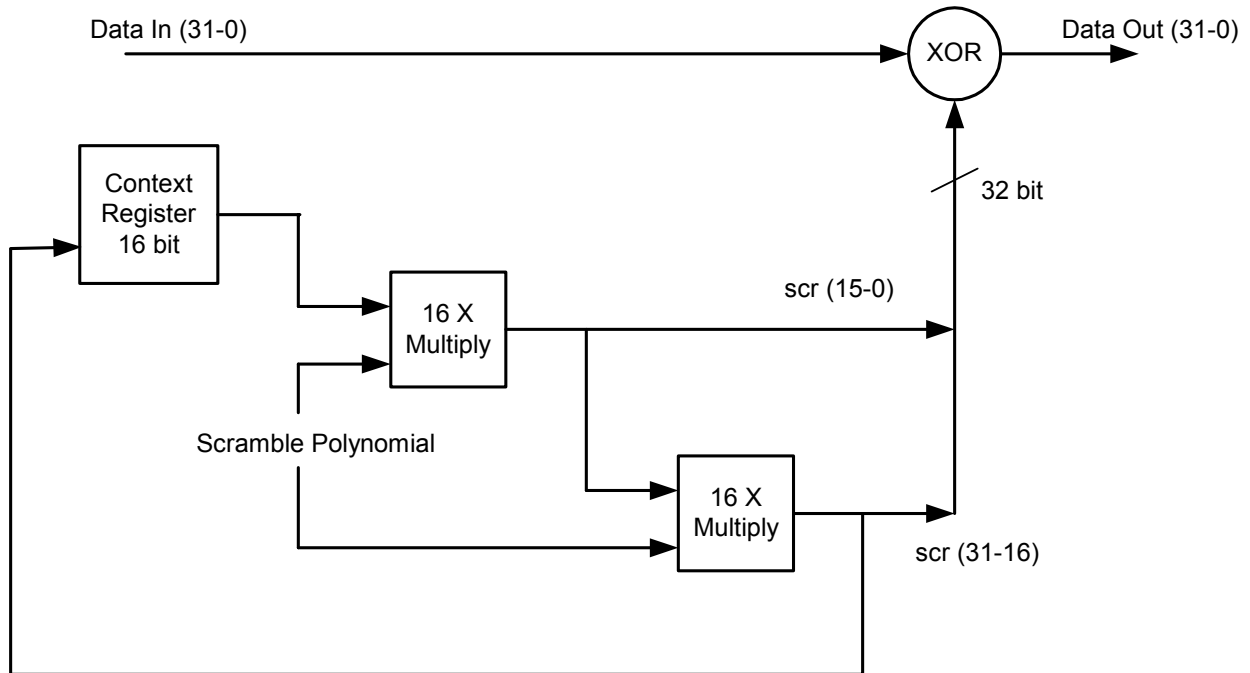 Data In (31-0)
Data Out (31-0)
XOR
Context
Register
16 bit
32 bit
scr (15-0)
16 X
Multiply
Scramble Polynomial
16 X
Multiply
scr (31-16)